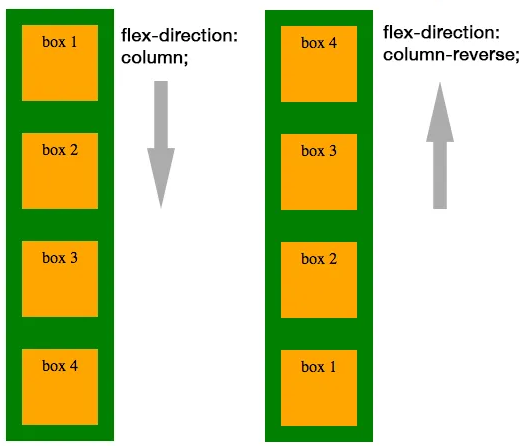 box 1
flex-direction:
column;
box 2
box 3
box 4
box 4
flex-direction:
column-reverse;
box 3
box 2
box 1